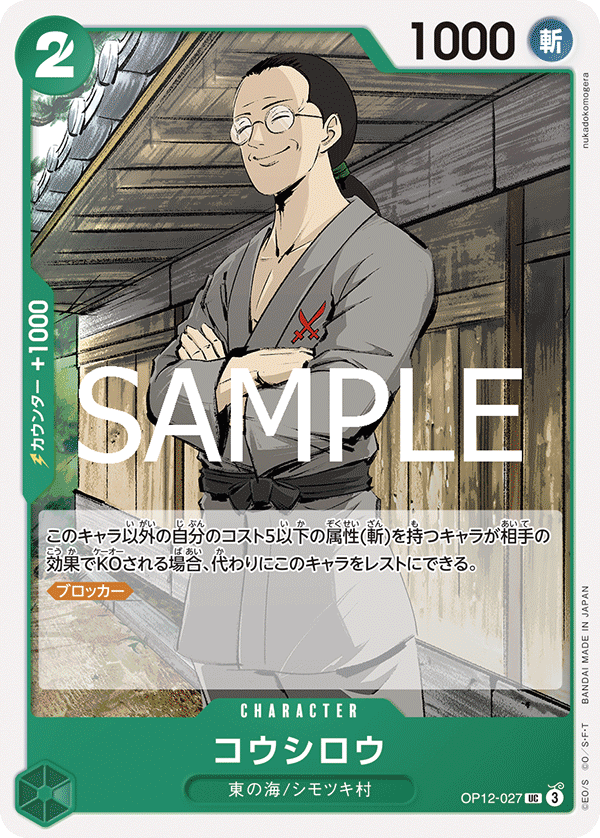 2
1000
斬
nukadokomogera
カウンター +1000
SAMPLE
このキャラ以外の自分のコスト5以下の属性(斬)を持つキャラが相手の
効果でKOされる場合、代わりにこのキャラをレストにできる。
ブロッカー
CHARACTER
コウシロウ
東の海/シモツキ村
OP12-027 UC 3
©E.O/S ©O/S・F・T BANDAI MADE IN JAPAN